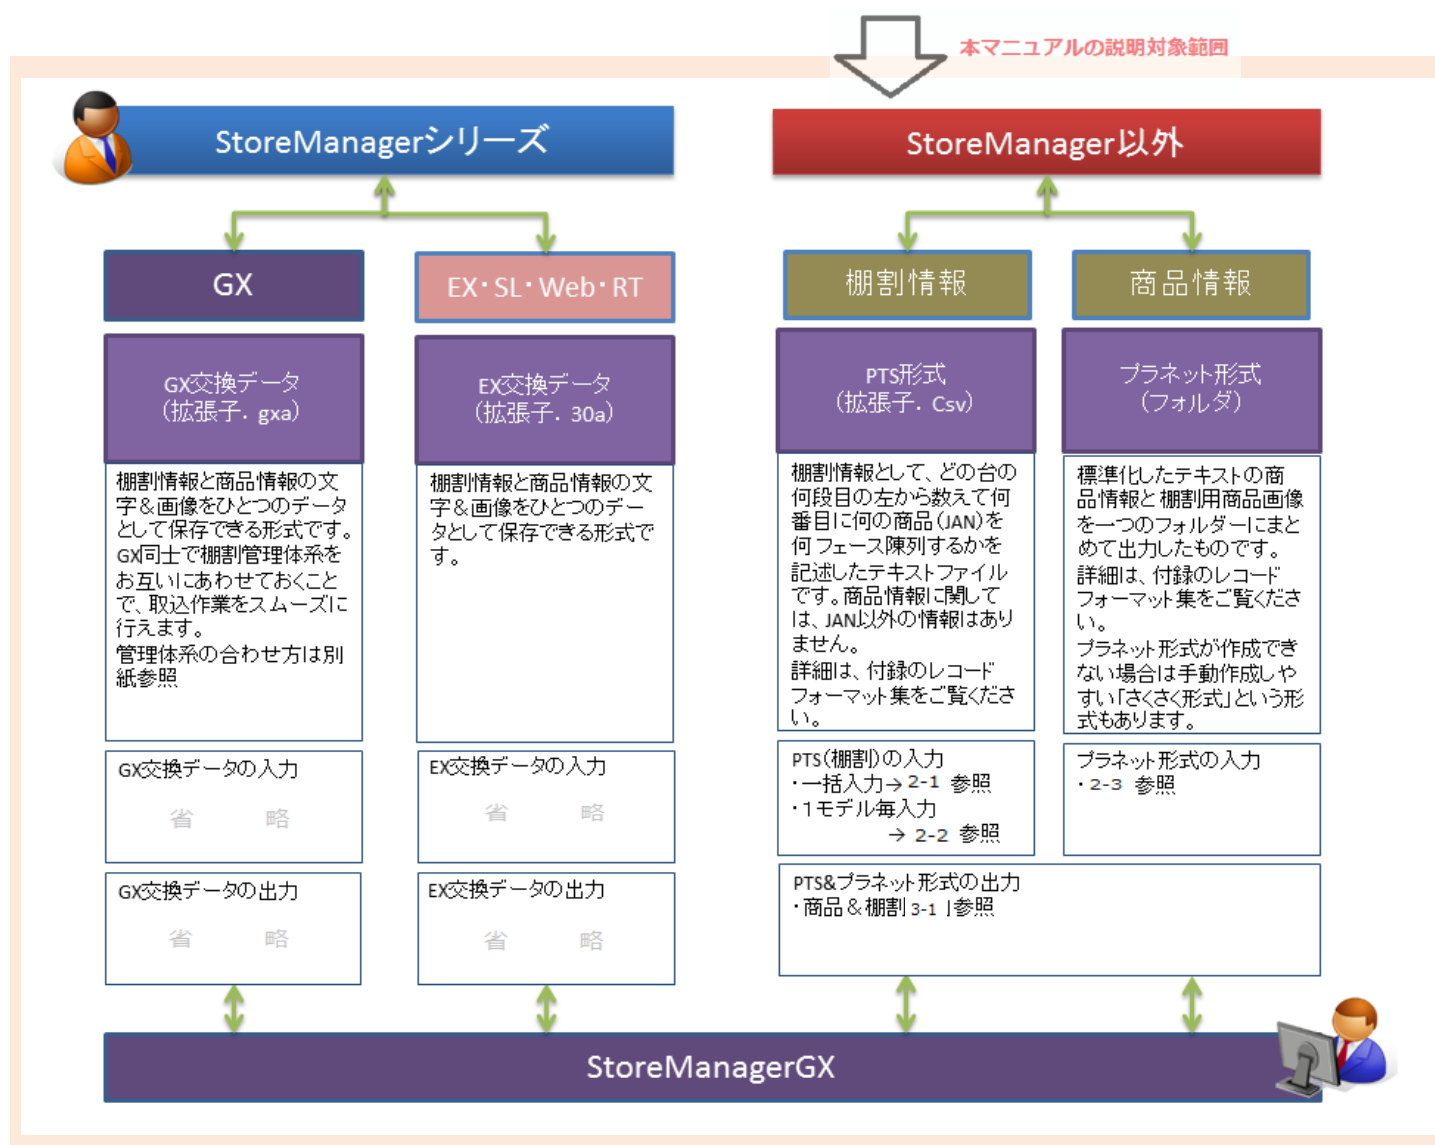 本マニュアルの説明対象範囲
StoreManagerシリーズ
StoreManager以外
GX
EX・SL・Web・RT
棚割情報
商品情報
GX交換データ
（拡張子．gxa）
EX交換データ
（拡張子．30a）
PTS形式
（拡張子．Csv）
プラネット形式
（フォルダ）
棚割情報と商品情報の文
字＆画像をひとつのデータ
として保存できる形式です。
GX同士で棚割管理体系を
お互いにあわせておくこと
で、取込作業をスムーズに
行えます。
管理体系の合わせ方は別
紙参照
棚割情報と商品情報の文
字＆画像をひとつのデー
タとして保存できる形式で
す。
棚割情報として、どの台の
何段目の左から数えて何
番目に何の商品（JAN）を
何フェース陳列するかを
記述したテキストファイル
です。商品情報に関して
は、JAN以外の情報はあり
ません。
詳細は、付録のレコード
フォーマット集をご覧くださ
い。
標準化したテキストの商
品情報と棚割用商品画像
を一つのフォルダーにまと
めて出力したものです。
詳細は、付録のレコード
フォーマット集をご覧くださ
い。
プラネット形式が作成でき
ない場合は手動作成しや
すい「さくさく形式」という形
式もあります。
GX交換データの入力
省　略
EX交換データの入力
省　略
PTS（棚割）の入力
・一括入力→ 2-1 参照
・１モデル毎入力
→ 2-2 参照
プラネット形式の入力
・2-3 参照
GX交換データの出力
省　略
EX交換データの出力
省　略
PTS&プラネット形式の出力
・商品＆棚割 3-1 」参照
StoreManagerGX